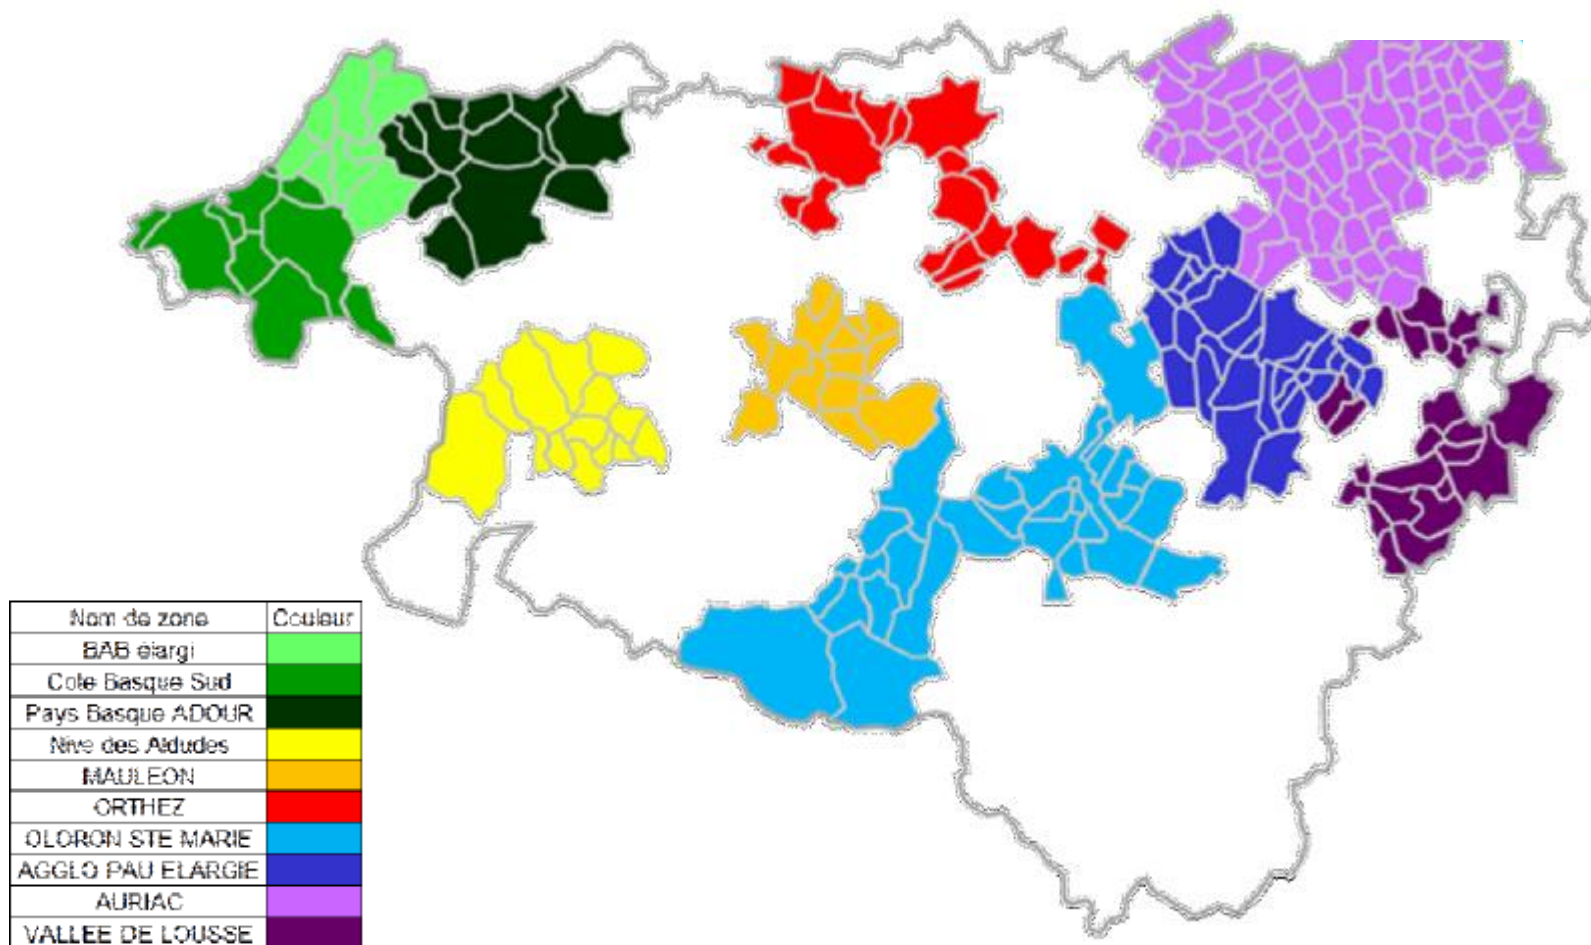 Nom de zone Couleur
BAB élargi
Cote Basque Sud
Pays Basque ADOUR
Nive des Aldudes
MAULEON
ORTHEZ
OLORON STE MARIE
AGGLO PAU ELARGIE
AURIAC
VALLEE DE LOUSSE